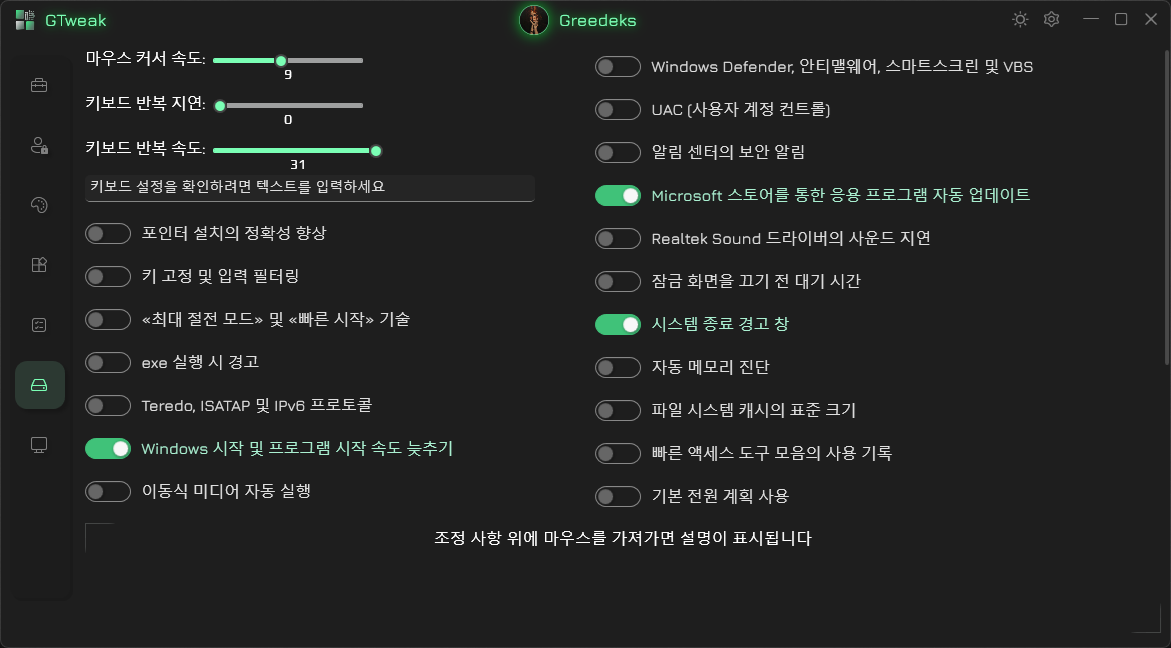 GTweak
Greedeks
마우스 커서 속도:
9
키보드 반복 지연:
0
키보드 반복 속도:
31
키보드 설정을 확인하려면 텍스트를 입력하세요
포인터 설치의 정확성 향상
키 고정 및 입력 필터링
«최대 절전 모드» 및 «빠른 시작» 기술
exe 실행 시 경고
Teredo, ISATAP 및 IPv6 프로토콜
Windows 시작 및 프로그램 시작 속도 늦추기
이동식 미디어 자동 실행
Windows Defender, 안티맬웨어, 스마트스크린 및 VBS
UAC (사용자 계정 컨트롤)
알림 센터의 보안 알림
Microsoft 스토어를 통한 응용 프로그램 자동 업데이트
Realtek Sound 드라이버의 사운드 지연
잠금 화면을 끄기 전 대기 시간
시스템 종료 경고 창
자동 메모리 진단
파일 시스템 캐시의 표준 크기
빠른 액세스 도구 모음의 사용 기록
기본 전원 계획 사용
조정 사항 위에 마우스를 가져가면 설명이 표시됩니다